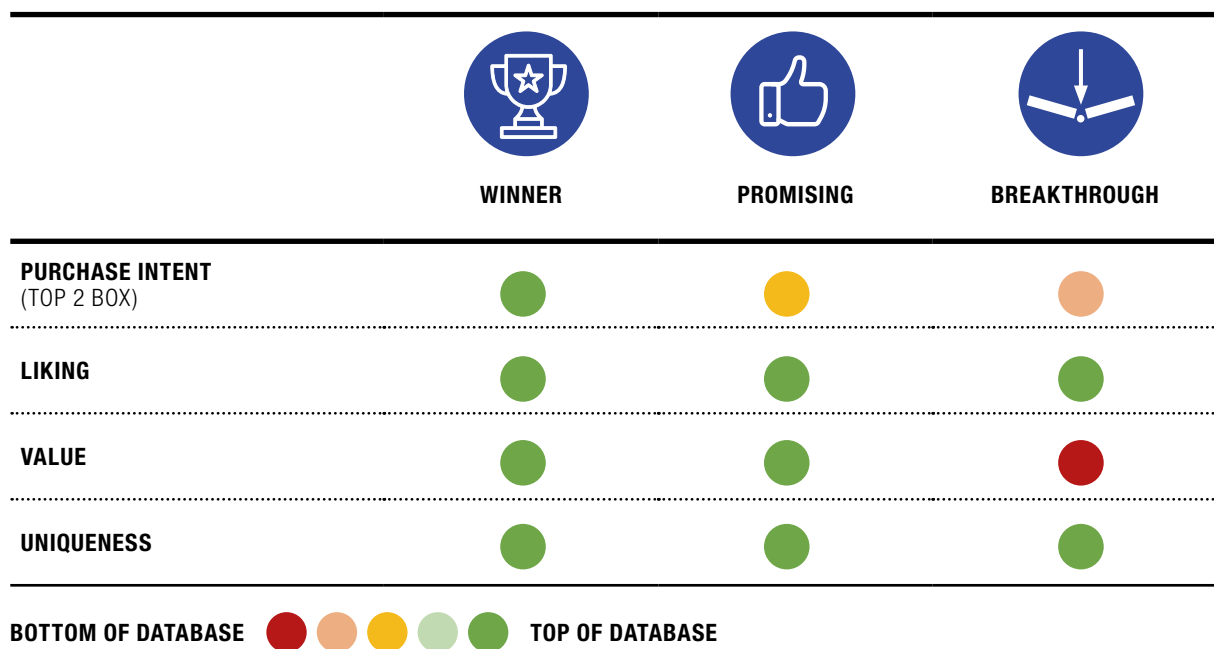 WINNER
PROMISING
BREAKTHROUGH
PURCHASE INTENT
(TOP 2 BOX)
LIKING
VALUE
UNIQUENESS
BOTTOM OF DATABASE
TOP OF DATABASE